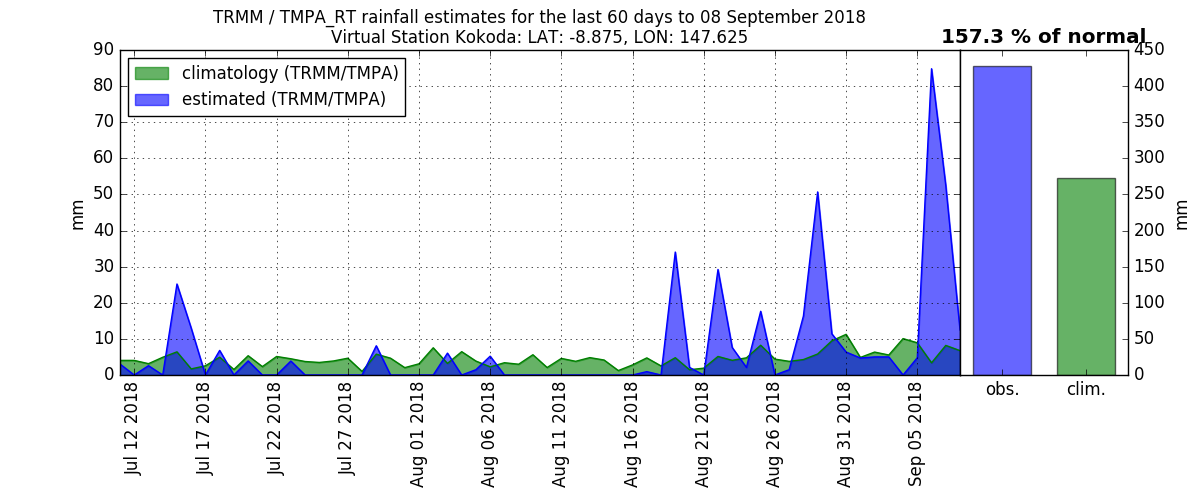 TRMM / TMPA_RT rainfall estimates for the last 60 days to 08 September 2018
Virtual Station Kokoda: LAT: -8.875, LON: 147.625
157.3 % of normal
climatology (TRMM/TMPA)
estimated (TRMM/TMPA)
mm
90
80
70
60
50
40
30
20
10
0
Jul 12 2018
Jul 17 2018
Jul 22 2018
Jul 27 2018
Aug 01 2018
Aug 06 2018
Aug 11 2018
Aug 16 2018
Aug 21 2018
Aug 26 2018
Aug 31 2018
Sep 05 2018
obs.
clim.
450
400
350
300
250
200
150
100
50
0
mm